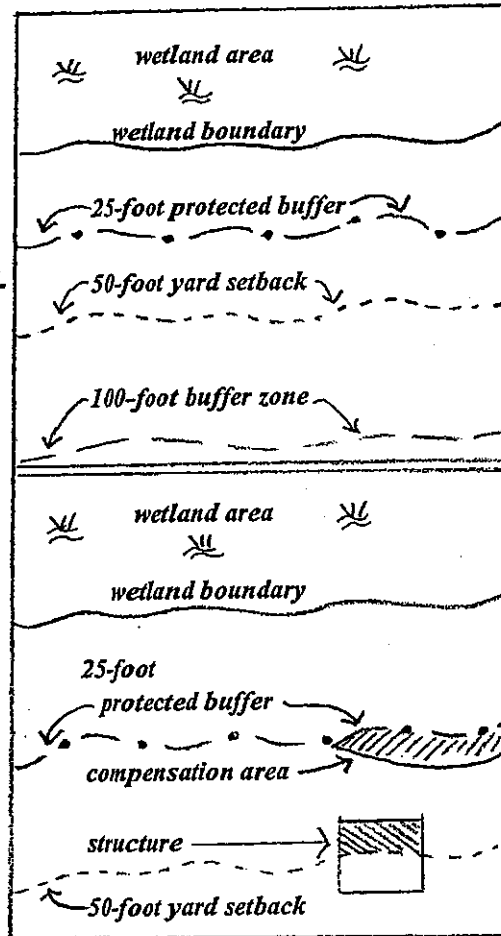 wetland area
wetland boundary
25-foot protected buffer
50-foot yard setback
100-foot buffer zone
wetland area
wetland boundary
25-foot
protected buffer
compensation area
structure
50-foot yard setback